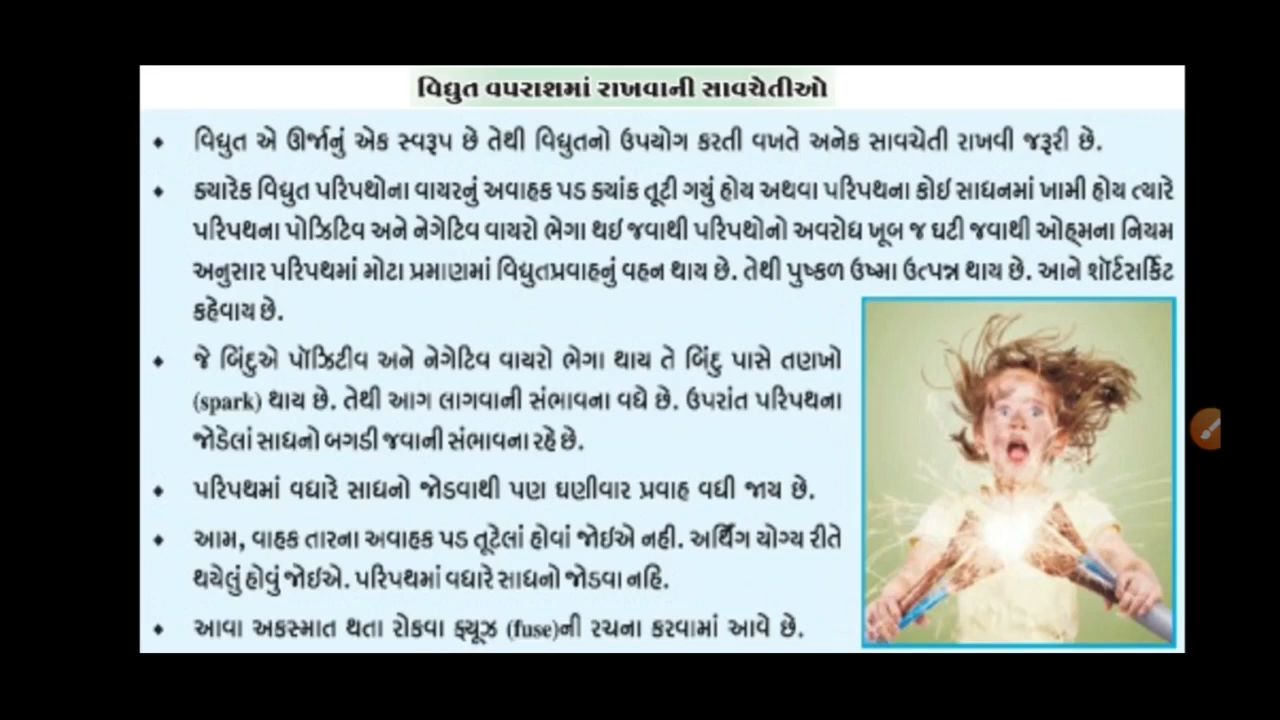 વિદ્યુત વપરાશમાં રાખવાની સાવચેતીઓ
♦ વિદ્યુત એ ઊર્જાનું એક સ્વરૂપ છે તેથી વિદ્યુતનો ઉપયોગ કરતી વખતે અનેક સાવચેતી રાખવી જરૂરી છે.
♦ ક્યારેક વિદ્યુત પરિપથોના વાયરનું અવાહક પડ ક્યાંક તૂટી ગયું હોય અથવા પરિપથના કોઈ સાધનમાં ખામી હોય ત્યારે
પરિપથના પોઝિટિવ અને નેગેટિવ વાયરો ભેગા થઈ જવાથી પરિપથોનો અવરોધ ખૂબ જ ઘટી જવાથી ઓહ્મના નિયમ
અનુસાર પરિપથમાં મોટા પ્રમાણમાં વિદ્યુતપ્રવાહનું વહન થાય છે. તેથી પુષ્કળ ઉષ્મા ઉત્પન્ન થાય છે. આને શૉર્ટસર્કિટ
કહેવાય છે.
♦ જે બિંદુએ પૉઝિટીવ અને નેગેટિવ વાયરો ભેગા થાય તે બિંદુ પાસે તણખો
(spark) થાય છે. તેથી આગ લાગવાની સંભાવના વધે છે. ઉપરાંત પરિપથના
જોડેલાં સાધનો બગડી જવાની સંભાવના રહે છે.
♦ પરિપથમાં વધારે સાધનો જોડવાથી પણ ઘણીવાર પ્રવાહ વધી જાય છે.
♦ આમ, વાહક તારના અવાહક પડ તૂટેલાં હોવાં જોઈએ નહી. અર્થિંગ યોગ્ય રીતે
થયેલું હોવું જોઈએ. પરિપથમાં વધારે સાધનો જોડવા નહિ.
♦ આવા અકસ્માત થતા રોકવા ફ્યૂઝ (fuse)ની રચના કરવામાં આવે છે.